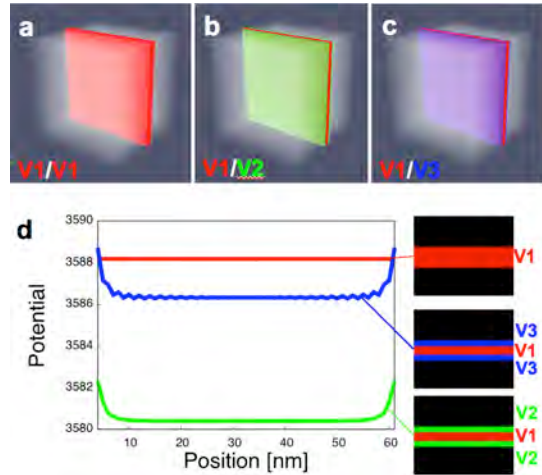 a
b
c
V1/V1
V1/V2
V1/V3
d
3590
3588
3586
3584
3582
3580
Potential
10
20
30
40
50
60
Position [nm]
V1
V3
V1
V3
V2
V1
V2